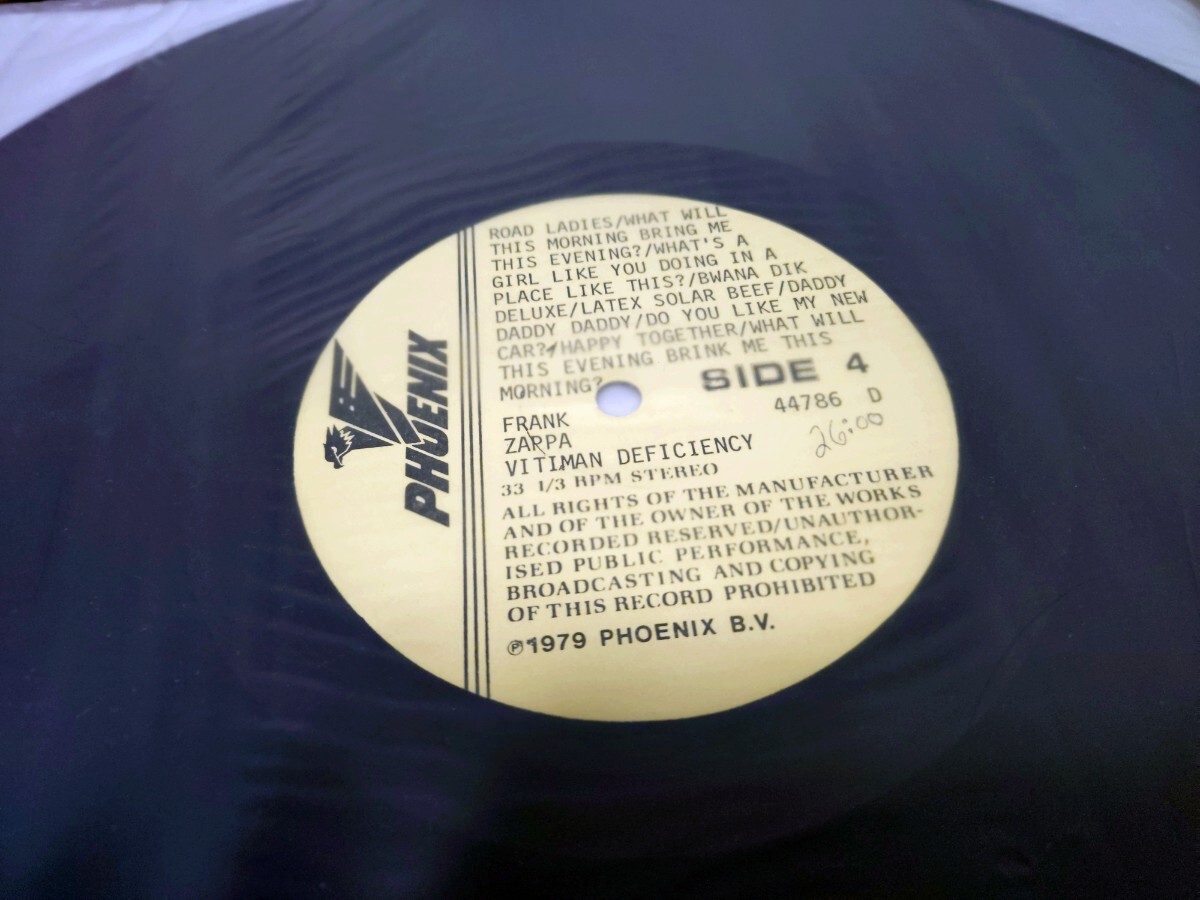 ROAD LADIES/WHAT WILL
THIS MORNING BRING ME
THIS EVENING?/WHAT'S A
GIRL LIKE YOU DOING IN A
PLACE LIKE THIS?/BWANA DIK
DELUXE/LATEX SOLAR BEEF/DADDY
DADDY DADDY/DO YOU LIKE MY NEW
CAR?/HAPPY TOGETHER/WHAT WILL
THIS EVENING BRINK ME THIS
MORNING?
SIDE 4
44786 D
26:00
FRANK
ZAPPA
VITIMAN DEFICIENCY
33 1/3 RPM STEREO
ALL RIGHTS OF THE MANUFACTURER
AND OF THE OWNER OF THE WORKS
RECORDED RESERVED/UNAUTHOR-
ISED PUBLIC PERFORMANCE,
BROADCASTING AND COPYING
OF THIS RECORD PROHIBITED
℗1979 PHOENIX B.V.
PHOENIX